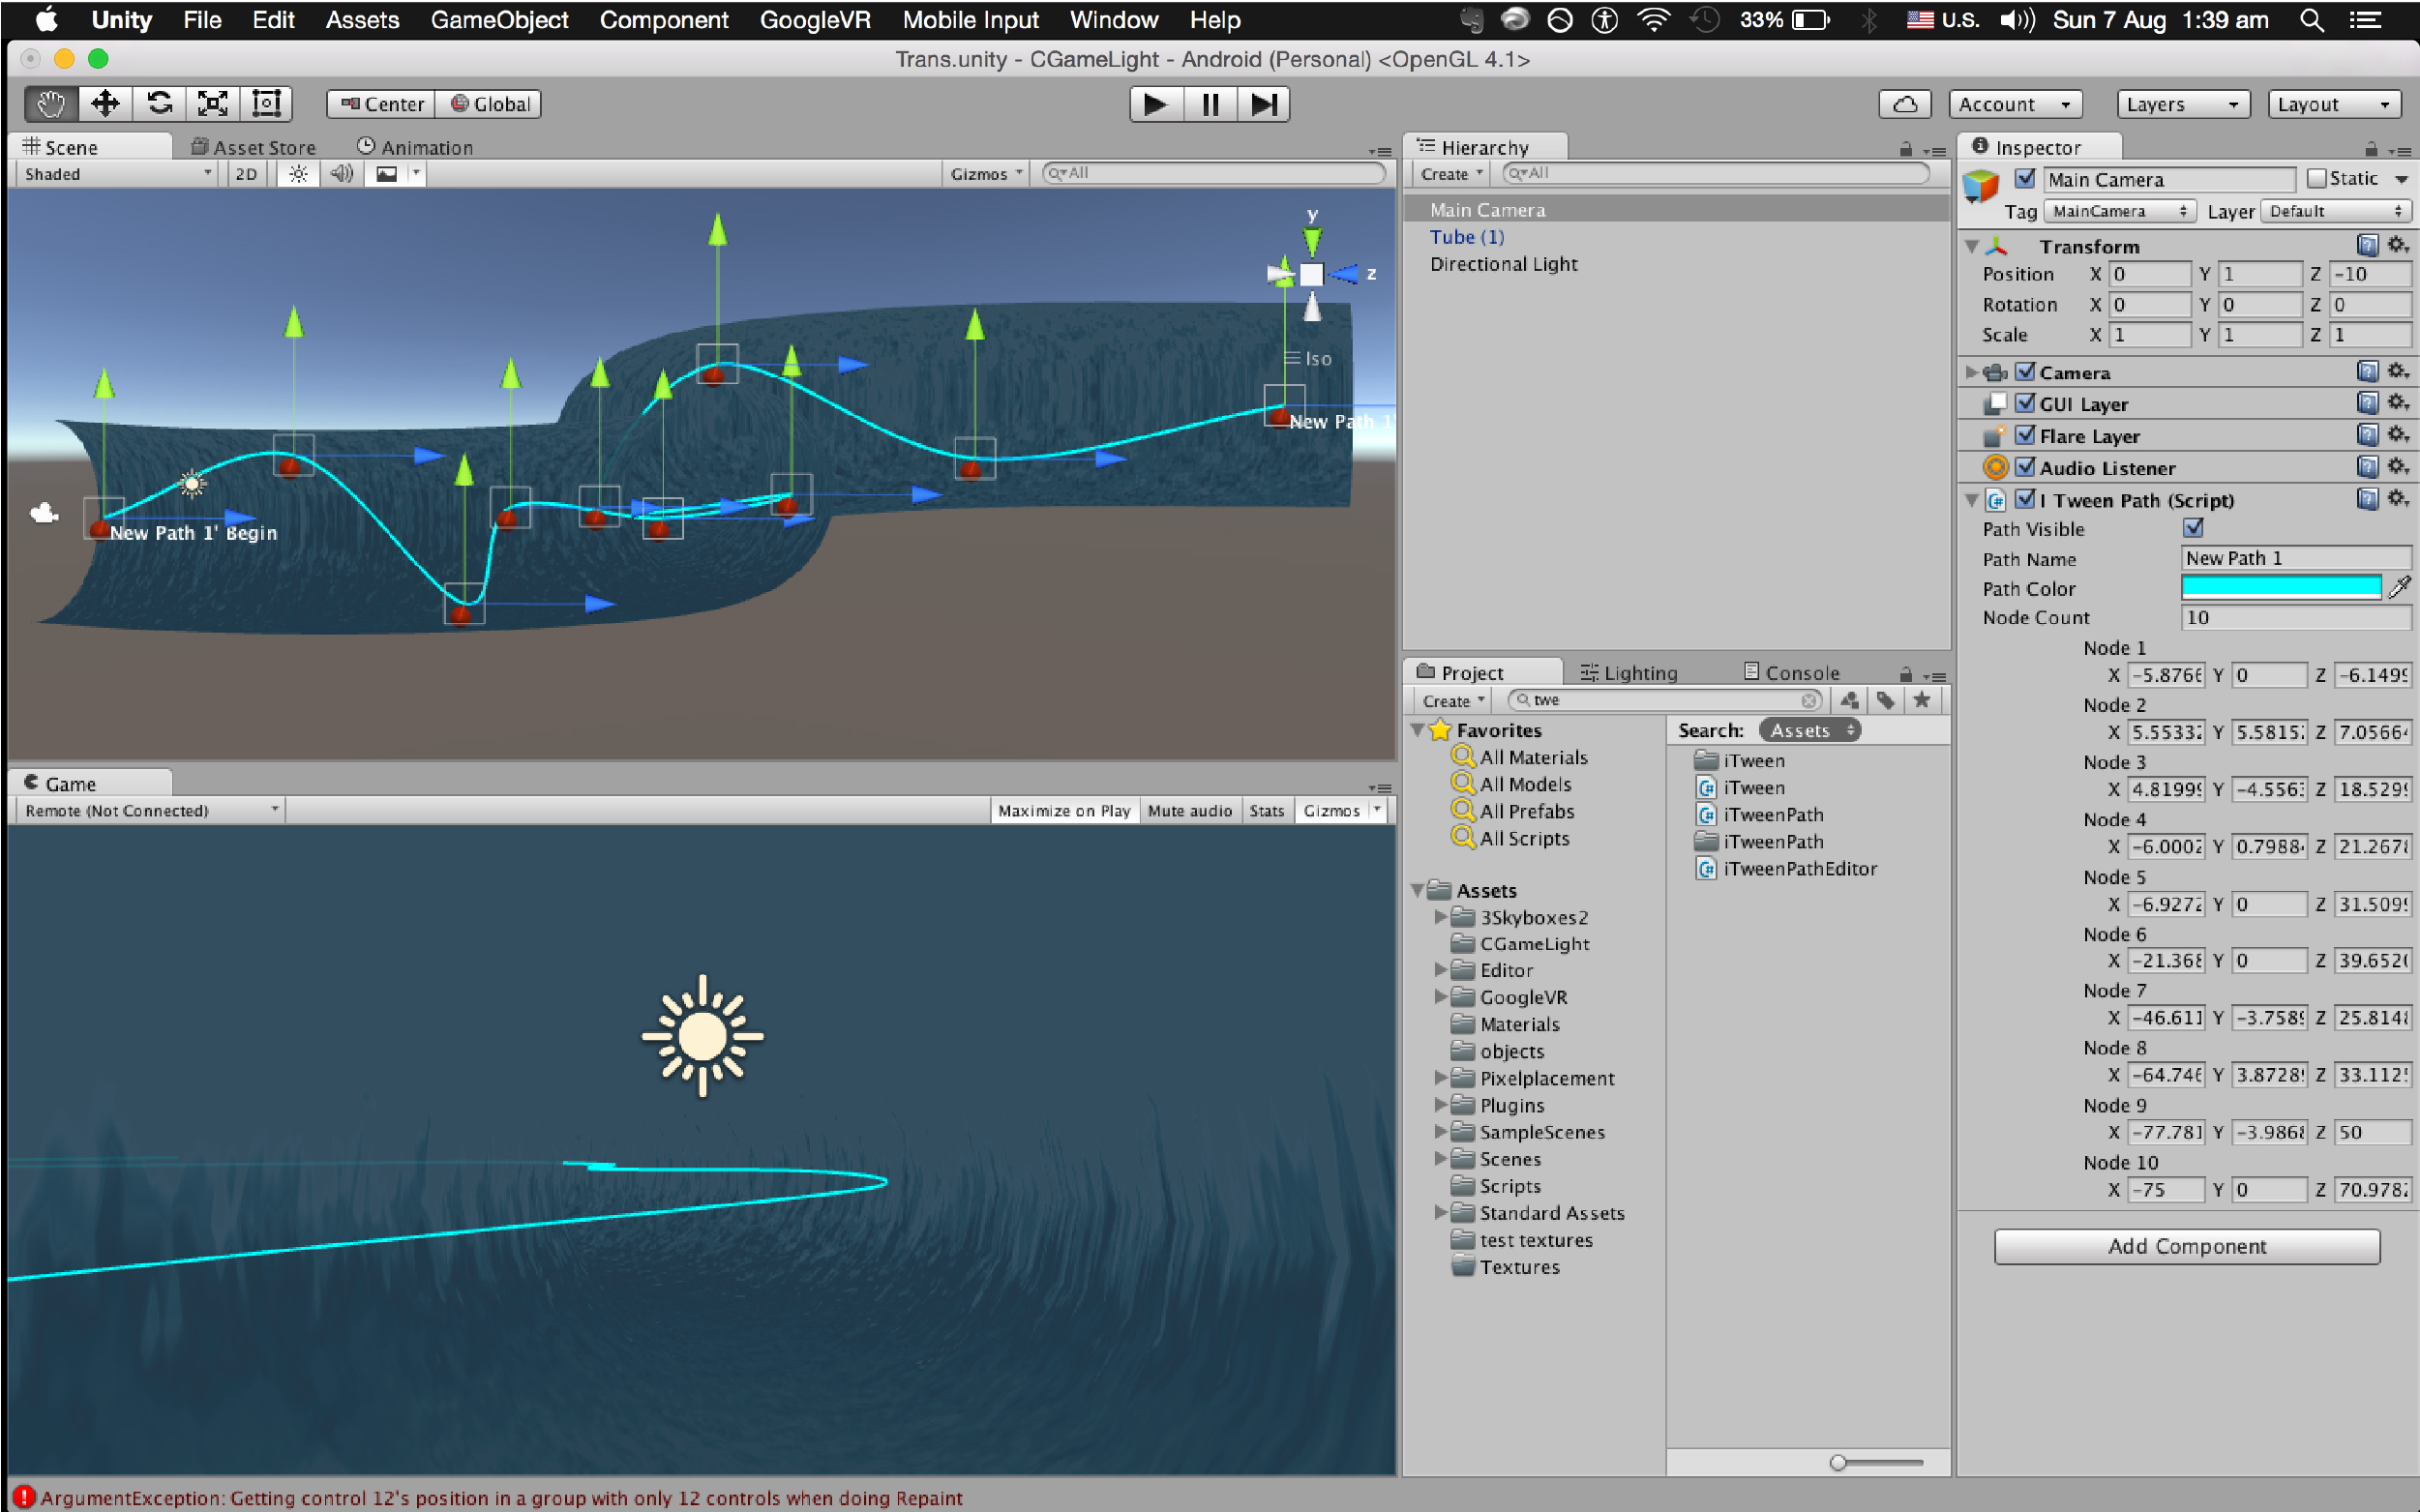 Unity File Edit Assets GameObject Component GoogleVR Mobile Input Window Help 33% U.S. Sun 7 Aug 1:39 am
Trans.unity - CGameLight - Android (Personal) <OpenGL 4.1>
Center Global Account Layers Layout
Scene Asset Store Animation
Shaded 2D Gizmos All
y
z
Iso
New Path 1'
New Path 1' Begin
Game
Remote (Not Connected) Maximize on Play Mute audio Stats Gizmos
Hierarchy
Create All
Main Camera
Tube (1)
Directional Light
Project Lighting Console
Create twe
Favorites
All Materials
All Models
All Prefabs
All Scripts
Assets
3Skyboxes2
CGameLight
Editor
GoogleVR
Materials
objects
Pixelplacement
Plugins
SampleScenes
Scenes
Scripts
Standard Assets
test textures
Textures
Search: Assets
iTween
iTween
iTweenPath
iTweenPath
iTweenPathEditor
Inspector
Main Camera Static
Tag MainCamera Layer Default
Transform
Position X 0 Y 1 Z -10
Rotation X 0 Y 0 Z 0
Scale X 1 Y 1 Z 1
Camera
GUI Layer
Flare Layer
Audio Listener
I Tween Path (Script)
Path Visible
Path Name New Path 1
Path Color
Node Count 10
Node 1
X -5.8766 Y 0 Z -6.1499
Node 2
X 5.5533 Y 5.5815 Z 7.0566
Node 3
X 4.8199 Y -4.556 Z 18.529
Node 4
X -6.0002 Y 0.7988 Z 21.267
Node 5
X -6.927 Y 0 Z 31.509
Node 6
X -21.368 Y 0 Z 39.652
Node 7
X -46.611 Y -3.758 Z 25.814
Node 8
X -64.746 Y 3.8728 Z 33.112
Node 9
X -77.781 Y -3.986 Z 50
Node 10
X -75 Y 0 Z 70.978
Add Component
ArgumentException: Getting control 12's position in a group with only 12 controls when doing Repaint